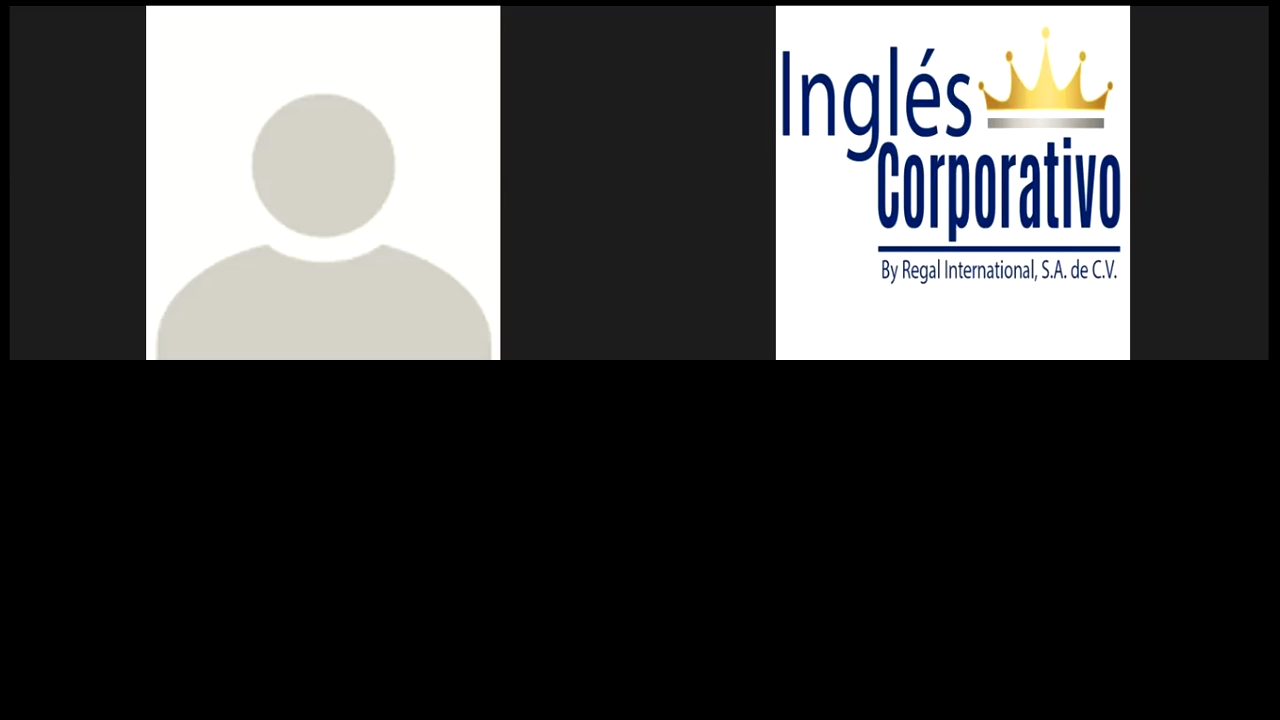 Inglés
Corporativo
By Regal International, S.A. de C.V.